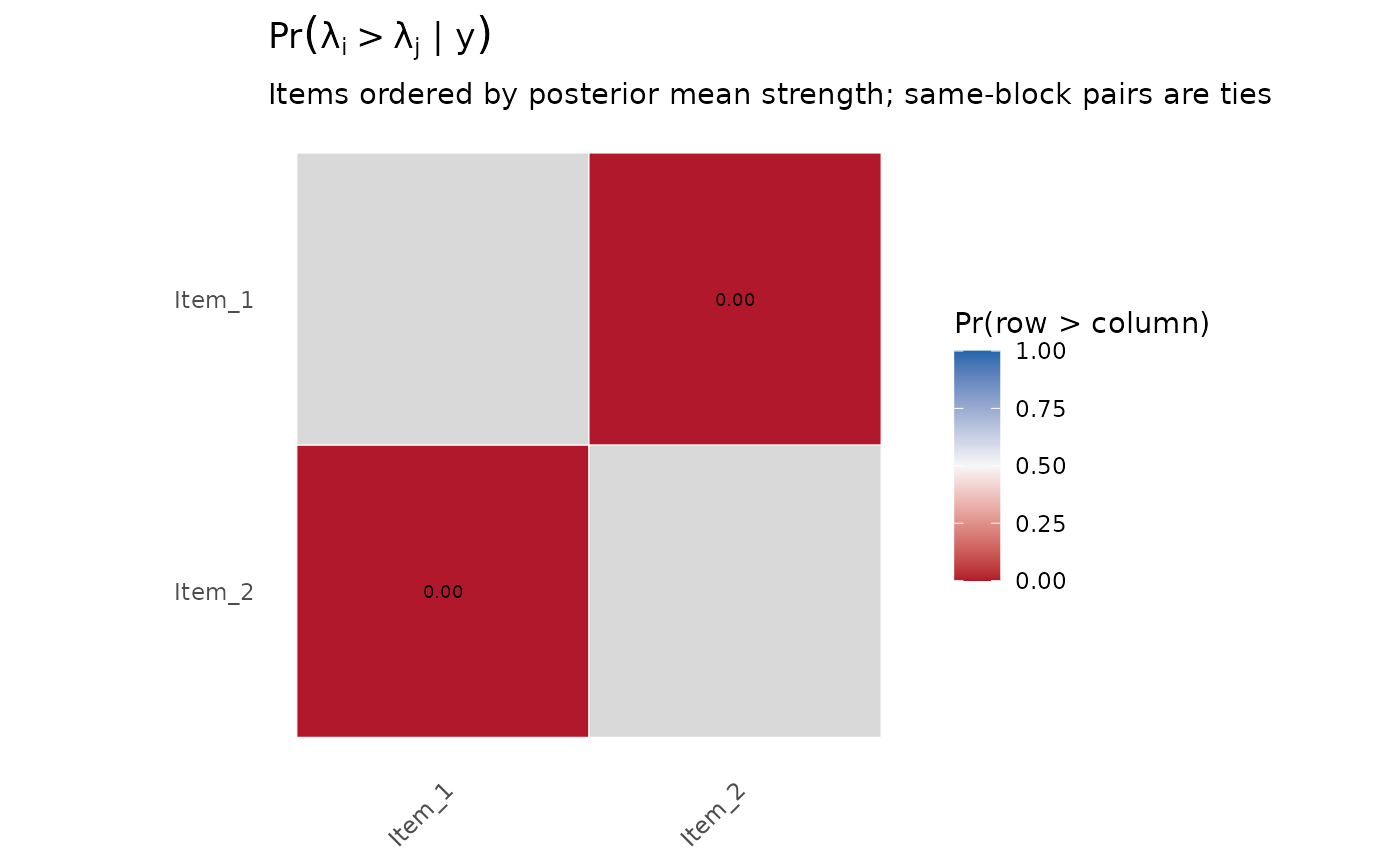 Pr(λi > λj | y)
Items ordered by posterior mean strength; same-block pairs are ties
Item_1
0.00
Item_2
0.00
Item_1
Item_2
Pr(row > column)
1.00
0.75
0.50
0.25
0.00